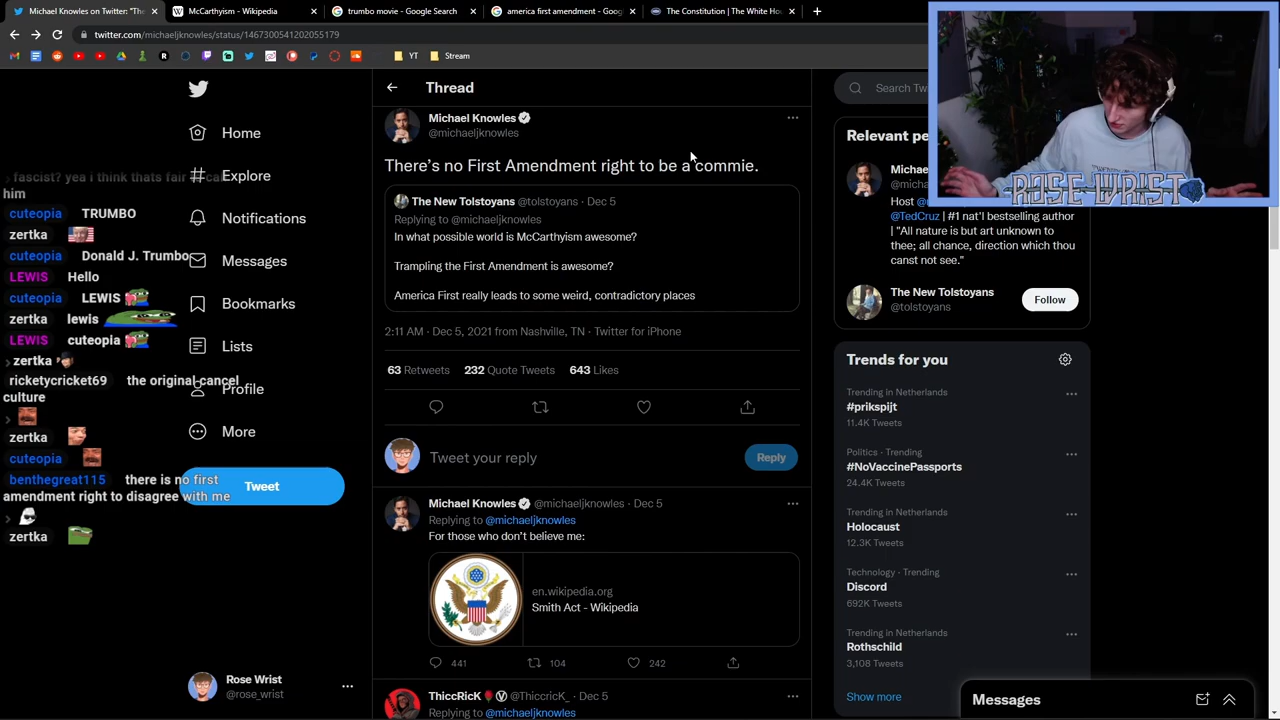 Michael Knowles on Twitter: "T
McCarthyism - Wikipedia
trumbo movie - Google Search
america first amendment - Goog
The Constitution | The White Hou
twitter.com/michaeljknowles/status/1467300541202055179
YT
Stream
fascist? yea i think thats fair
him
cuteopia TRUMBO
zertka
cuteopia Donald J. Trumbo
LEWIS Hello
cuteopia LEWIS
zertka lewis
LEWIS cuteopia
zertka
ricketycricket69 the original cancel
culture
zertka
cuteopia
benthegreat115 there is no first
amendment right to disagree with me
zertka
Home
Explore
Notifications
Messages
Bookmarks
Lists
Profile
More
Tweet
Rose Wrist
@rose_wrist
Thread
Michael Knowles
@michaeljknowles
There's no First Amendment right to be a commie.
The New Tolstoyans @tolstoyans · Dec 5
Replying to @michaeljknowles
In what possible world is McCarthyism awesome?
Trampling the First Amendment is awesome?
America First really leads to some weird, contradictory places
2:11 AM · Dec 5, 2021 from Nashville, TN · Twitter for iPhone
63 Retweets 232 Quote Tweets 643 Likes
Tweet your reply
Reply
Michael Knowles @michaeljknowles · Dec 5
Replying to @michaeljknowles
For those who don't believe me:
en.wikipedia.org
Smith Act - Wikipedia
441 104 242
ThiccRicK @ThiccricK_ · Dec 5
Replying to @michaeljknowles
Search Tw
Relevant pe
Michae
@micha
Host @
@TedCruz | #1 nat'l bestselling author
| "All nature is but art unknown to
thee; all chance, direction which thou
canst not see."
The New Tolstoyans
@tolstoyans
Follow
Trends for you
Trending in Netherlands
#prikspijt
11.4K Tweets
Politics · Trending
#NoVaccinePassports
24.4K Tweets
Trending in Netherlands
Holocaust
12.3K Tweets
Technology · Trending
Discord
692K Tweets
Trending in Netherlands
Rothschild
3,108 Tweets
Show more
Messages
ROSE WRIST